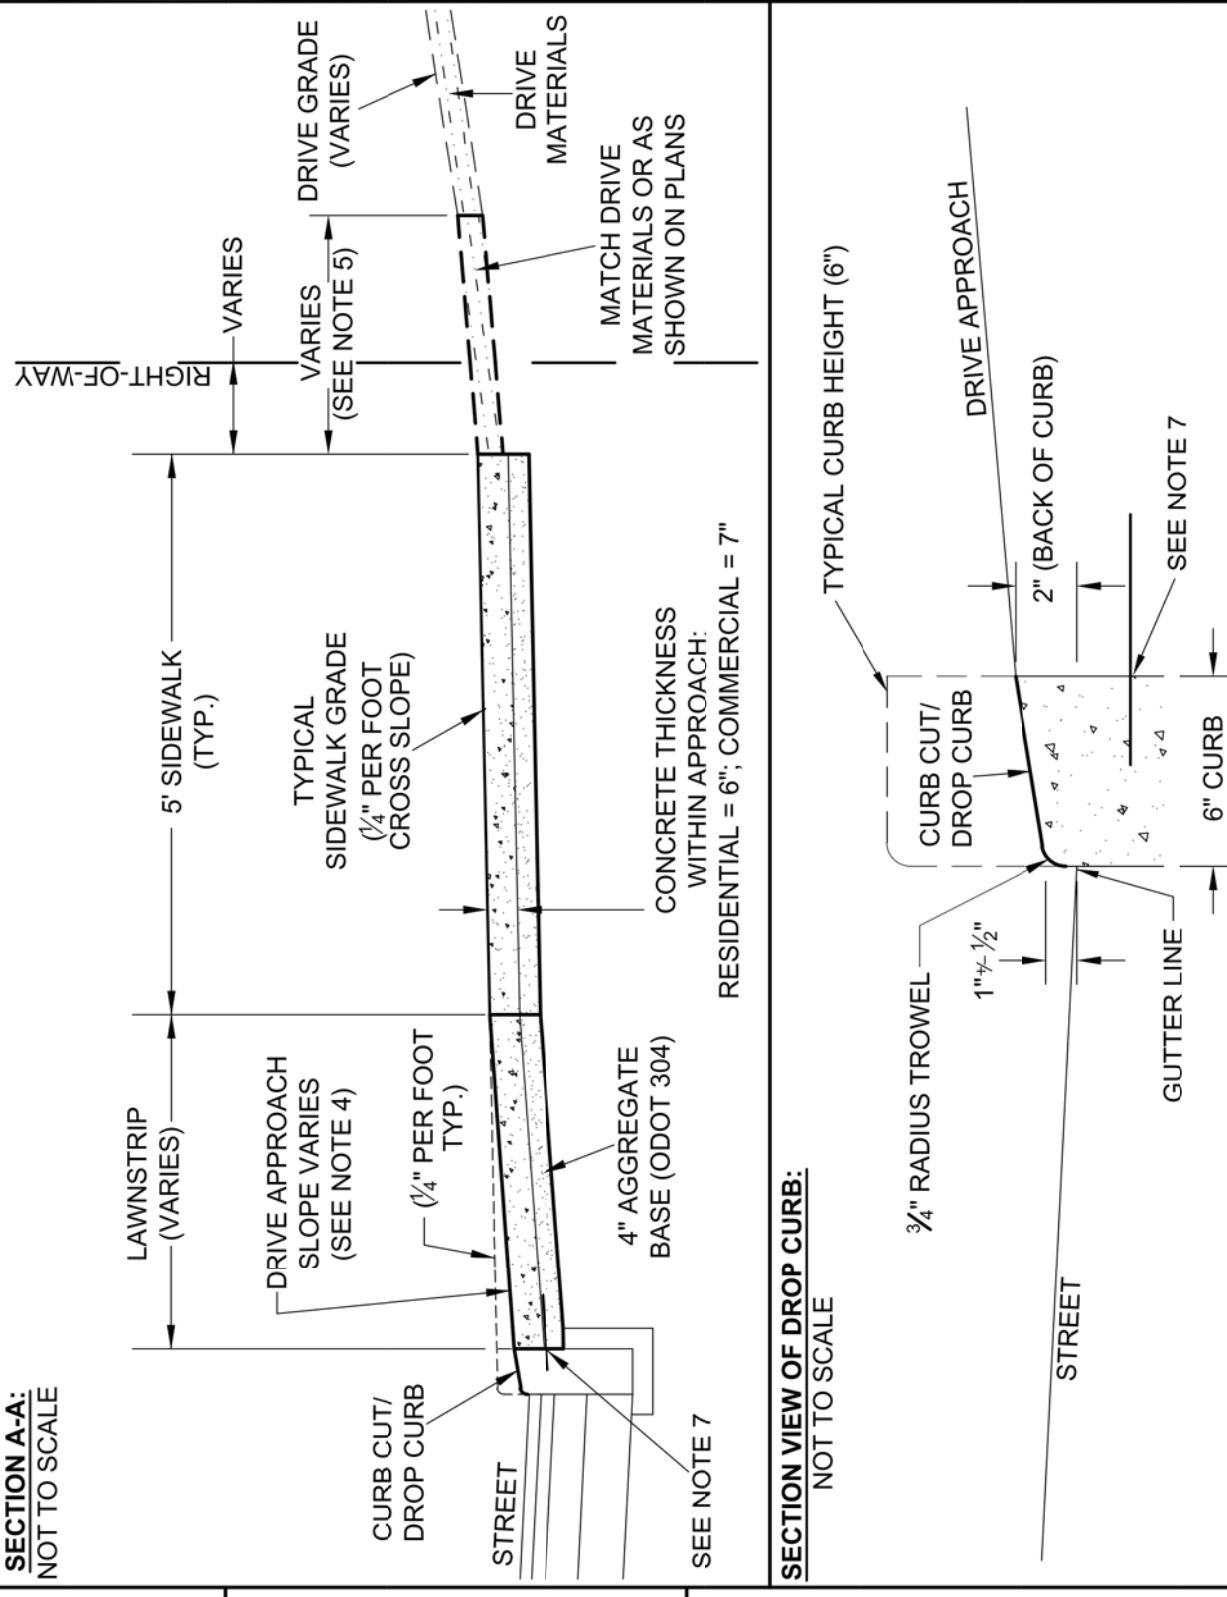 SECTION A-A:
NOT TO SCALE
LAWNSTRIP
(VARIES)
5' SIDEWALK
(TYP.)
VARIES
RIGHT-OF-WAY
VARIES
(SEE NOTE 5)
DRIVE GRADE
(VARIES)
DRIVE APPROACH
SLOPE VARIES
(SEE NOTE 4)
(¼" PER FOOT
TYP.)
TYPICAL
SIDEWALK GRADE
(¼" PER FOOT
CROSS SLOPE)
CURB CUT/
DROP CURB
STREET
DRIVE
MATERIALS
MATCH DRIVE
MATERIALS OR AS
SHOWN ON PLANS
4" AGGREGATE
BASE (ODOT 304)
CONCRETE THICKNESS
WITHIN APPROACH:
RESIDENTIAL = 6"; COMMERCIAL = 7"
SEE NOTE 7
SECTION VIEW OF DROP CURB:
NOT TO SCALE
TYPICAL CURB HEIGHT (6")
¾" RADIUS TROWEL
CURB CUT/
DROP CURB
DRIVE APPROACH
1"+/- ½"
2" (BACK OF CURB)
STREET
GUTTER LINE
SEE NOTE 7
6" CURB